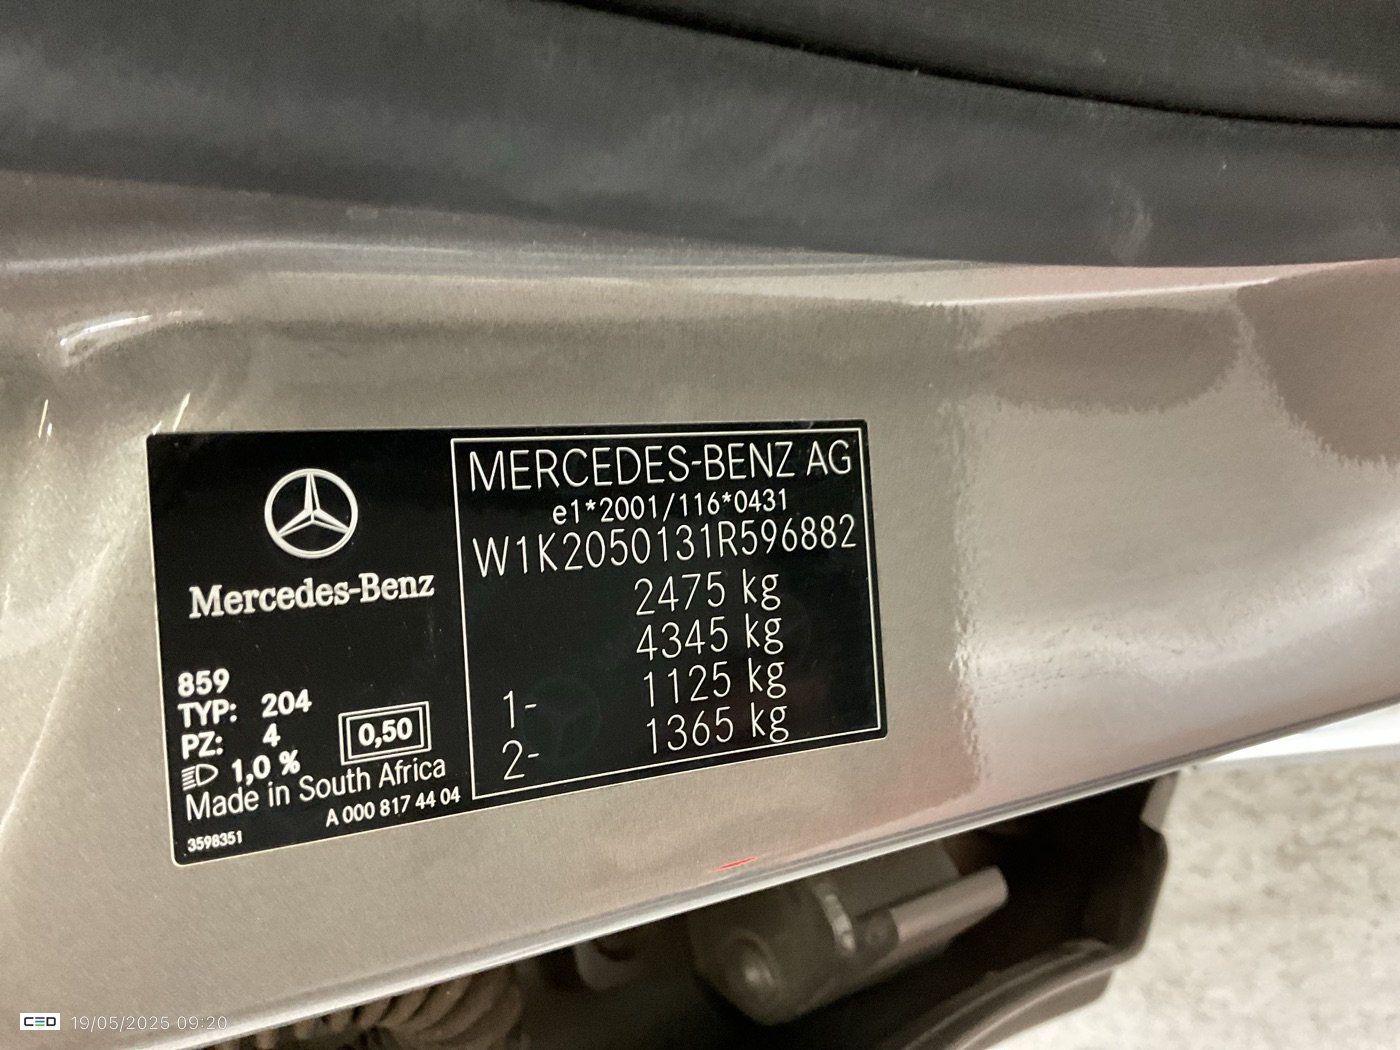 Mercedes-Benz
859
TYP: 204
PZ: 4
1,0 %
0,50
Made in South Africa
A 000 817 44 04
3598351
MERCEDES-BENZ AG
e1*2001/116*0431
W1K2050131R596882
2475 kg
4345 kg
1- 1125 kg
2- 1365 kg
CED 19/05/2025 09:20